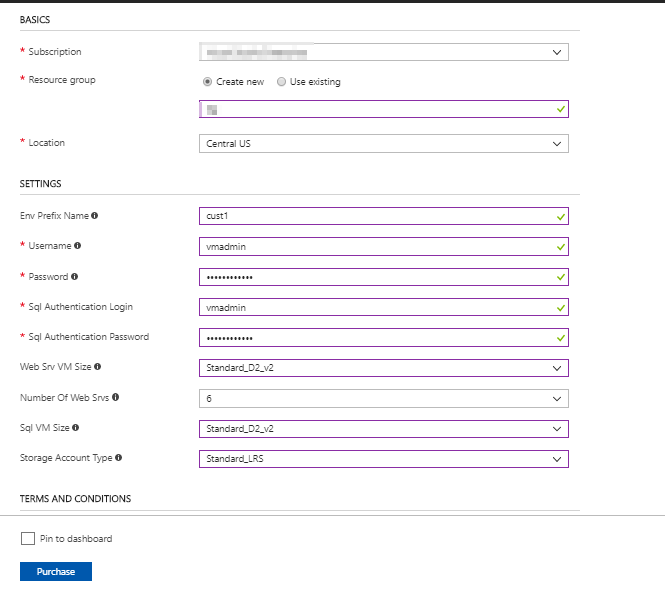 BASICS
* Subscription
* Resource group
Create new Use existing
* Location Central US
SETTINGS
Env Prefix Name cust1
* Username vmadmin
* Password ••••••••••••
* Sql Authentication Login vmadmin
* Sql Authentication Password ••••••••••••
Web Srv VM Size Standard_D2_v2
Number Of Web Srvs 6
Sql VM Size Standard_D2_v2
Storage Account Type Standard_LRS
TERMS AND CONDITIONS
Pin to dashboard
Purchase